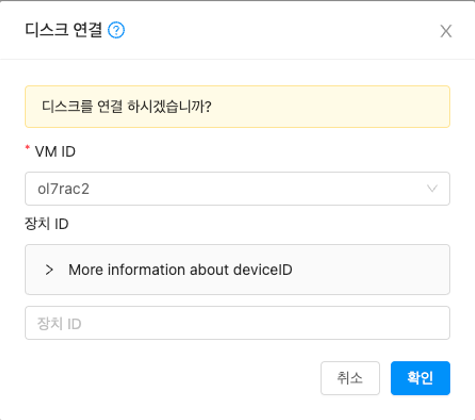 디스크 연결
디스크를 연결 하시겠습니까?
* VM ID
ol7rac2
장치 ID
More information about deviceID
장치 ID
취소 확인